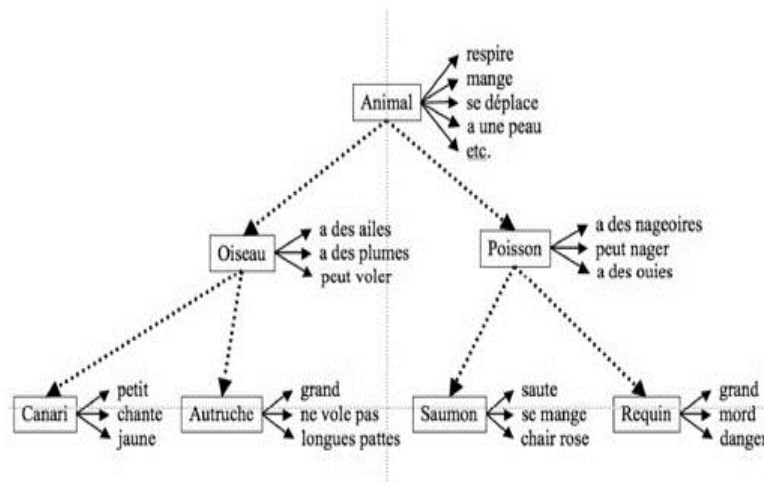 respire
mange
Animal
se déplace
a une peau
etc.
a des ailes
Oiseau
a des plumes
peut voler
a des nageoires
Poisson
peut nager
a des ouies
petit
Canari
chante
jaune
grand
Autruche
ne vole pas
longues pattes
saute
Saumon
se mange
chair rose
grand
Requin
mord
danger